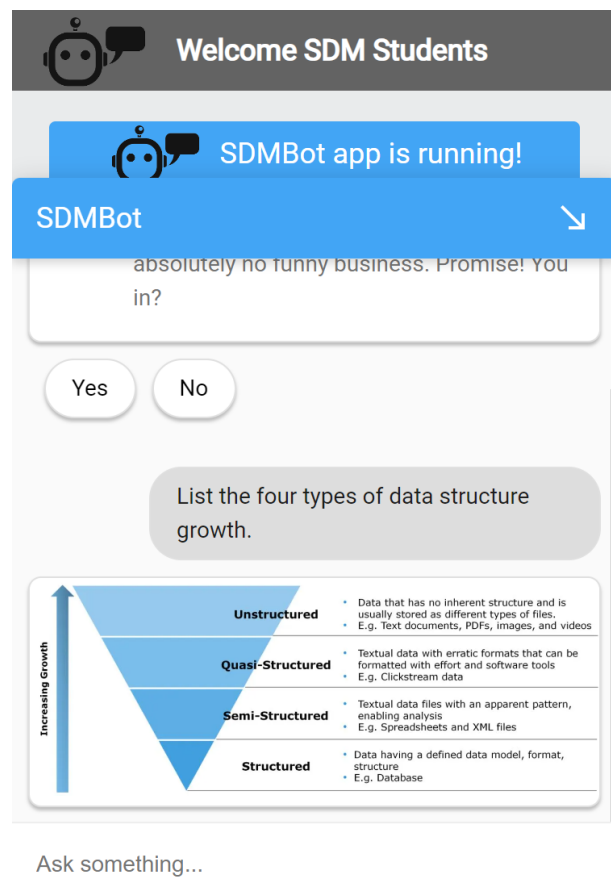 Welcome SDM Students
SDMBot app is running!
SDMBot
absolutely no funny business. Promise! You
in?
Yes
No
List the four types of data structure
growth.
Increasing Growth
Unstructured
• Data that has no inherent structure and is
usually stored as different types of files.
• E.g. Text documents, PDFs, images, and videos
Quasi-Structured
• Textual data with erratic formats that can be
formatted with effort and software tools
• E.g. Clickstream data
Semi-Structured
• Textual data files with an apparent pattern,
enabling analysis
• E.g. Spreadsheets and XML files
Structured
• Data having a defined data model, format,
structure
• E.g. Database
Ask something...